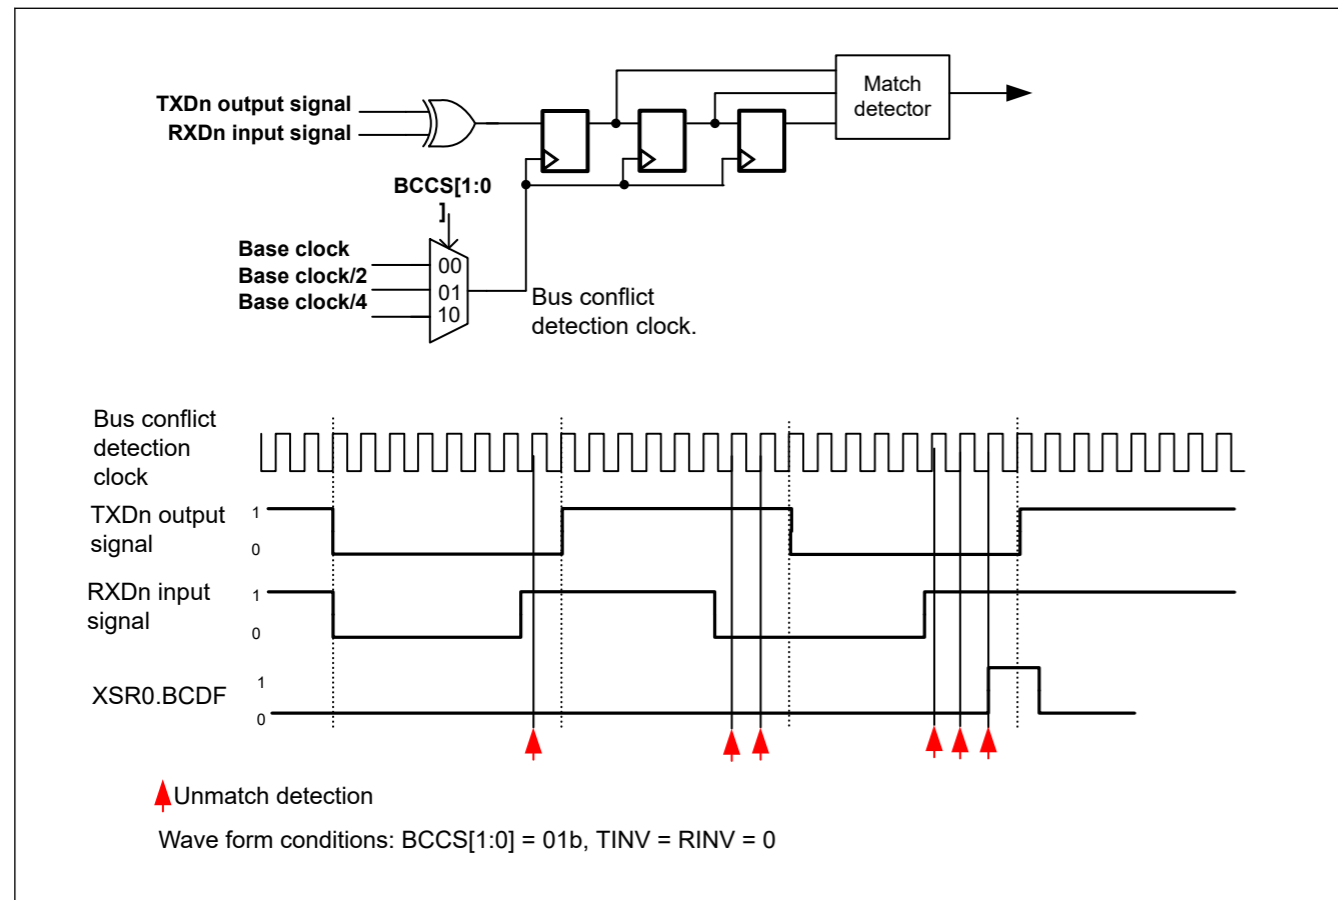 TXDn output signal
RXDn input signal
Match
detector
BCCS[1:0
]
Base clock
Base clock/2
Base clock/4
00
01
10
Bus conflict
detection clock.
Bus conflict
detection
clock
TXDn output
signal
1
0
RXDn input
signal
1
0
XSR0.BCDF
1
0
Unmatch detection
Wave form conditions: BCCS[1:0] = 01b, TINV = RINV = 0